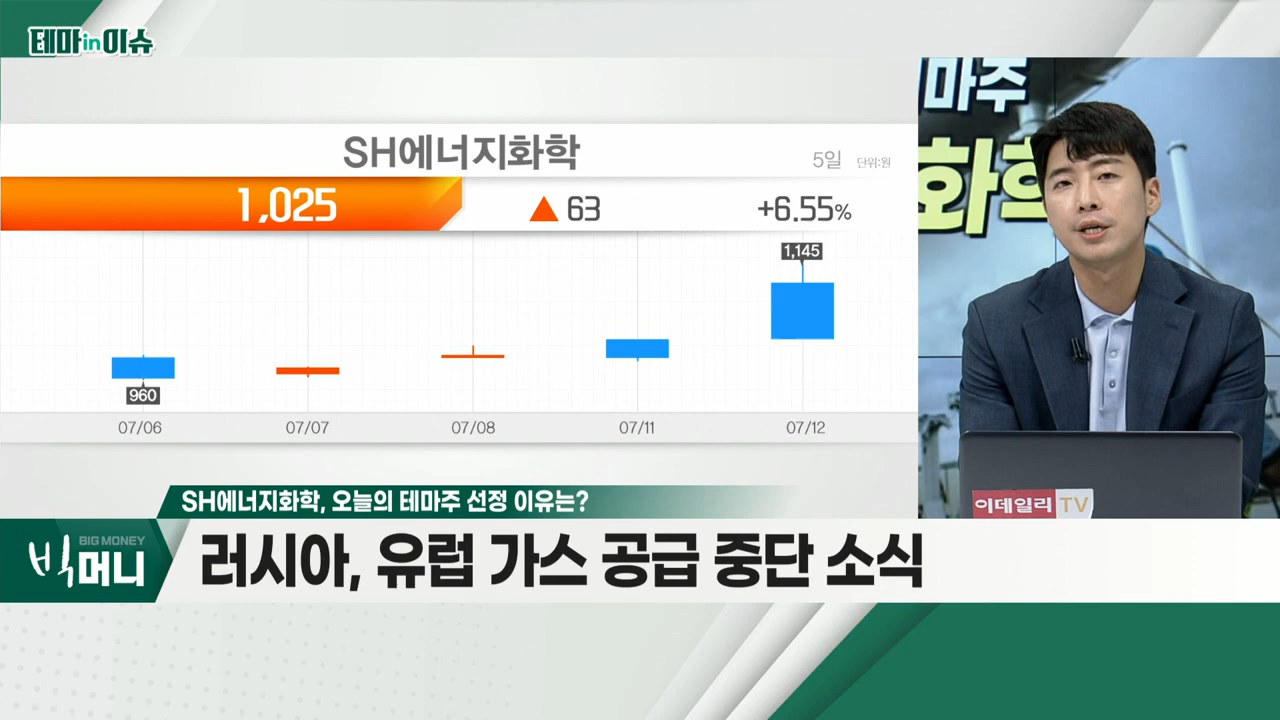 테마in이슈
SH에너지화학
5일 단위:원
1,025 ▲ 63 +6.55%
1,145
960
07/06 07/07 07/08 07/11 07/12
마주
화학
이데일리TV
SH에너지화학, 오늘의 테마주 선정 이유는?
BIG MONEY
빅머니
러시아, 유럽 가스 공급 중단 소식